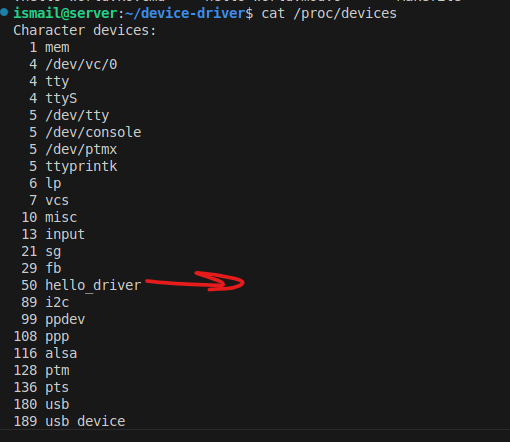 ismail@server:~/device-driver$ cat /proc/devices
Character devices:
  1 mem
  4 /dev/vc/0
  4 tty
  4 ttyS
  5 /dev/tty
  5 /dev/console
  5 /dev/ptmx
  5 ttyprintk
  6 lp
  7 vcs
 10 misc
 13 input
 21 sg
 29 fb
 50 hello_driver
 89 i2c
 99 ppdev
108 ppp
116 alsa
128 ptm
136 pts
180 usb
189 usb_device